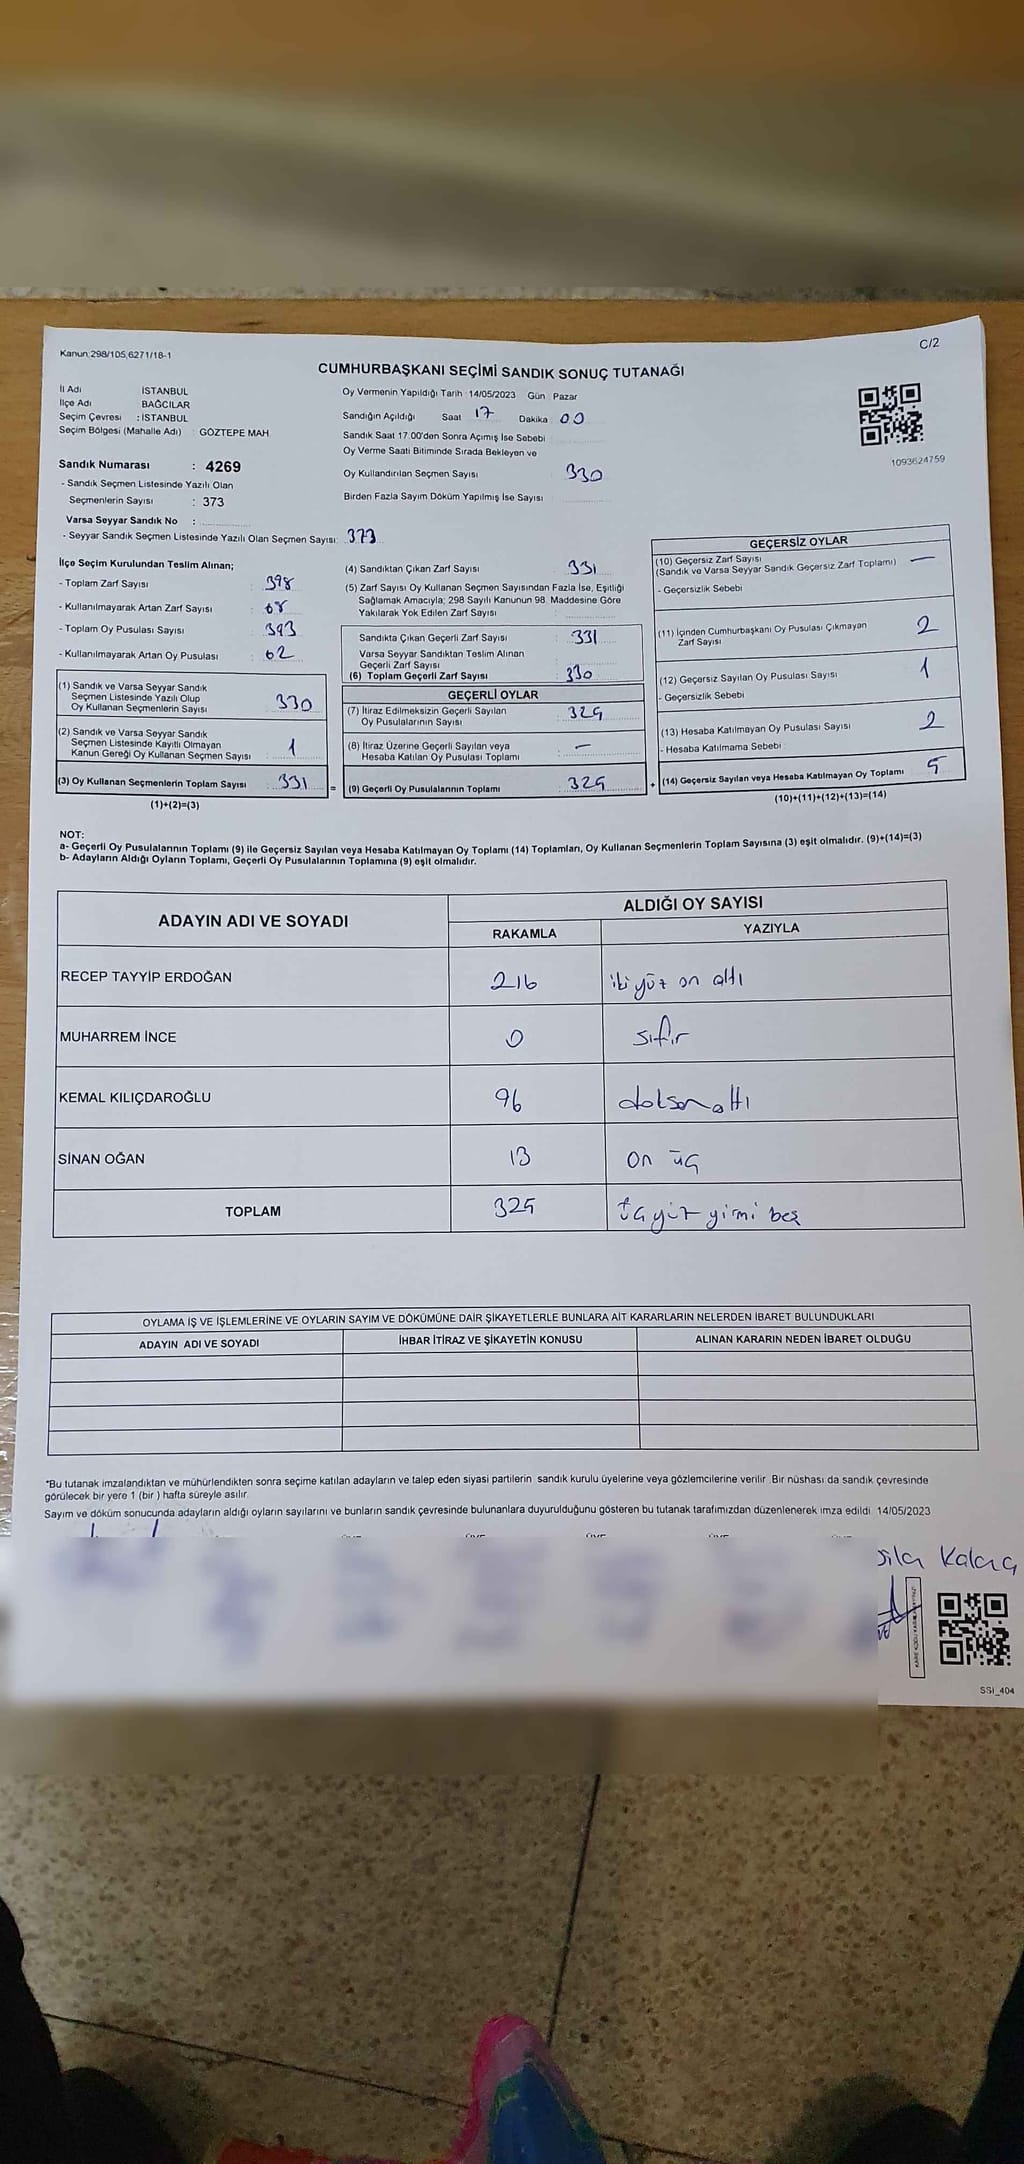 Kanun;298/105,6271/18-1
C/2
CUMHURBAŞKANI SEÇİMİ SANDIK SONUÇ TUTANAĞI
İl Adı İSTANBUL
İlçe Adı BAĞCILAR
Seçim Çevresi : İSTANBUL
Seçim Bölgesi (Mahalle Adı) GÖZTEPE MAH.
Sandık Numarası : 4269
- Sandık Seçmen Listesinde Yazılı Olan
Seçmenlerin Sayısı : 373
Varsa Seyyar Sandık No :
- Seyyar Sandık Seçmen Listesinde Yazılı Olan Seçmen Sayısı: 373
Oy Vermenin Yapıldığı Tarih : 14/05/2023 Gün Pazar
Sandığın Açıldığı Saat 17 Dakika 00
Sandık Saat 17.00'den Sonra Açımış İse Sebebi
Oy Verme Saati Bitiminde Sırada Bekleyen ve
Oy Kullandırılan Seçmen Sayısı : 330
Birden Fazla Sayım Döküm Yapılmış İse Sayısı
1093624759
İlçe Seçim Kurulundan Teslim Alınan;
- Toplam Zarf Sayısı : 398
- Kullanılmayarak Artan Zarf Sayısı : 68
- Toplam Oy Pusulası Sayısı : 393
- Kullanılmayarak Artan Oy Pusulası : 62
(1) Sandık ve Varsa Seyyar Sandık
Seçmen Listesinde Yazılı Olup
Oy Kullanan Seçmenlerin Sayısı : 330
(2) Sandık ve Varsa Seyyar Sandık
Seçmen Listesinde Kayıtlı Olmayan
Kanun Gereği Oy Kullanan Seçmen Sayısı : 1
(3) Oy Kullanan Seçmenlerin Toplam Sayısı : 331 =
(1)+(2)=(3)
(4) Sandıktan Çıkan Zarf Sayısı : 331
(5) Zarf Sayısı Oy Kullanan Seçmen Sayısından Fazla İse, Eşitliği
Sağlamak Amacıyla; 298 Sayılı Kanunun 98. Maddesine Göre
Yakılarak Yok Edilen Zarf Sayısı :
Sandıkta Çıkan Geçerli Zarf Sayısı : 331
Varsa Seyyar Sandıktan Teslim Alınan
Geçerli Zarf Sayısı :
(6) Toplam Geçerli Zarf Sayısı : 330
GEÇERLİ OYLAR
(7) İtiraz Edilmeksizin Geçerli Sayılan
Oy Pusulalarının Sayısı : 325
(8) İtiraz Üzerine Geçerli Sayılan veya
Hesaba Katılan Oy Pusulası Toplamı : —
(9) Geçerli Oy Pusulalarının Toplamı : 325 +
GEÇERSİZ OYLAR
(10) Geçersiz Zarf Sayısı
(Sandık ve Varsa Seyyar Sandık Geçersiz Zarf Toplamı) —
- Geçersizlik Sebebi
(11) İçinden Cumhurbaşkanı Oy Pusulası Çıkmayan
Zarf Sayısı 2
(12) Geçersiz Sayılan Oy Pusulası Sayısı 1
- Geçersizlik Sebebi
(13) Hesaba Katılmayan Oy Pusulası Sayısı 2
- Hesaba Katılmama Sebebi :
(14) Geçersiz Sayılan veya Hesaba Katılmayan Oy Toplamı 5
(10)+(11)+(12)+(13)=(14)
NOT:
a- Geçerli Oy Pusulalarının Toplamı (9) ile Geçersiz Sayılan veya Hesaba Katılmayan Oy Toplamı (14) Toplamları, Oy Kullanan Seçmenlerin Toplam Sayısına (3) eşit olmalıdır. (9)+(14)=(3)
b- Adayların Aldığı Oyların Toplamı, Geçerli Oy Pusulalarının Toplamına (9) eşit olmalıdır.
ADAYIN ADI VE SOYADI
ALDIĞI OY SAYISI
RAKAMLA YAZIYLA
RECEP TAYYİP ERDOĞAN 216 iki yüz on altı
MUHARREM İNCE 0 sıfır
KEMAL KILIÇDAROĞLU 96 doksan altı
SİNAN OĞAN 13 on üç
TOPLAM 325 üç yüz yirmi beş
OYLAMA İŞ VE İŞLEMLERİNE VE OYLARIN SAYIM VE DÖKÜMÜNE DAİR ŞİKAYETLERLE BUNLARA AİT KARARLARIN NELERDEN İBARET BULUNDUKLARI
ADAYIN ADI VE SOYADI İHBAR İTİRAZ VE ŞİKAYETİN KONUSU ALINAN KARARIN NEDEN İBARET OLDUĞU
*Bu tutanak imzalandıktan ve mühürlendikten sonra seçime katılan adayların ve talep eden siyasi partilerin sandık kurulu üyelerine veya gözlemcilerine verilir. Bir nüshası da sandık çevresinde
görülecek bir yere 1 (bir ) hafta süreyle asılır.
Sayım ve döküm sonucunda adayların aldığı oyların sayılarını ve bunların sandık çevresinde bulunanlara duyurulduğunu gösteren bu tutanak tarafımızdan düzenlenerek imza edildi. 14/05/2023
SSI_404